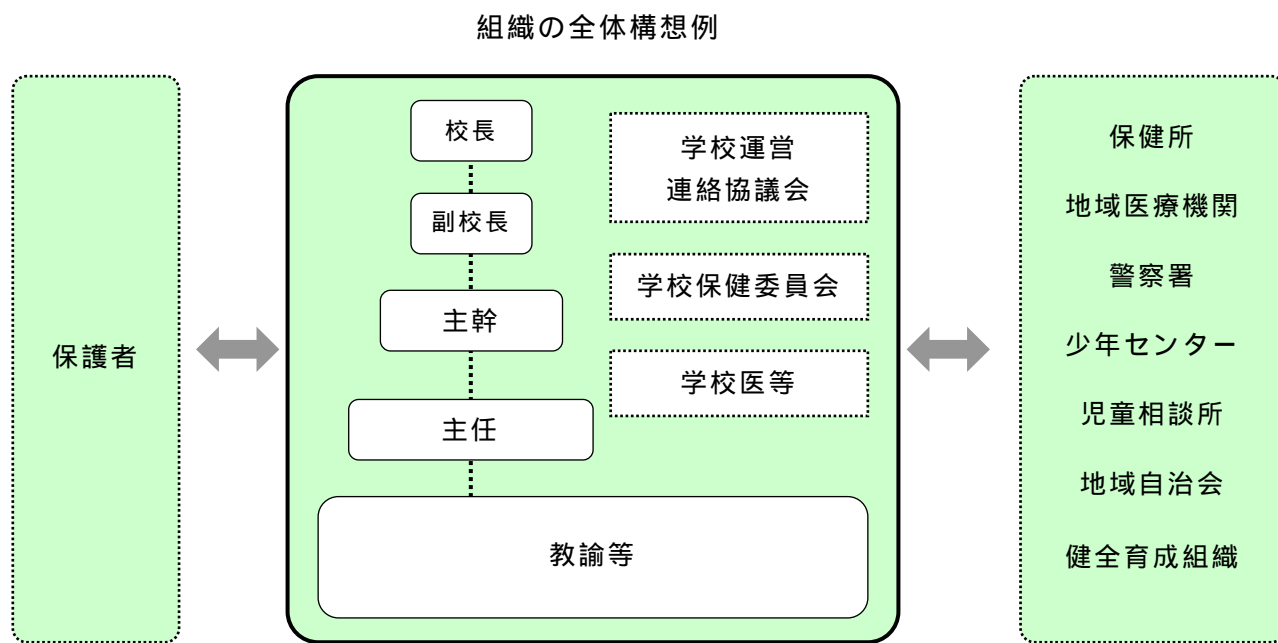 組織の全体構想例
保護者
校長
副校長
主幹
主任
教諭等
学校運営
連絡協議会
学校保健委員会
学校医等
保健所
地域医療機関
警察署
少年センター
児童相談所
地域自治会
健全育成組織